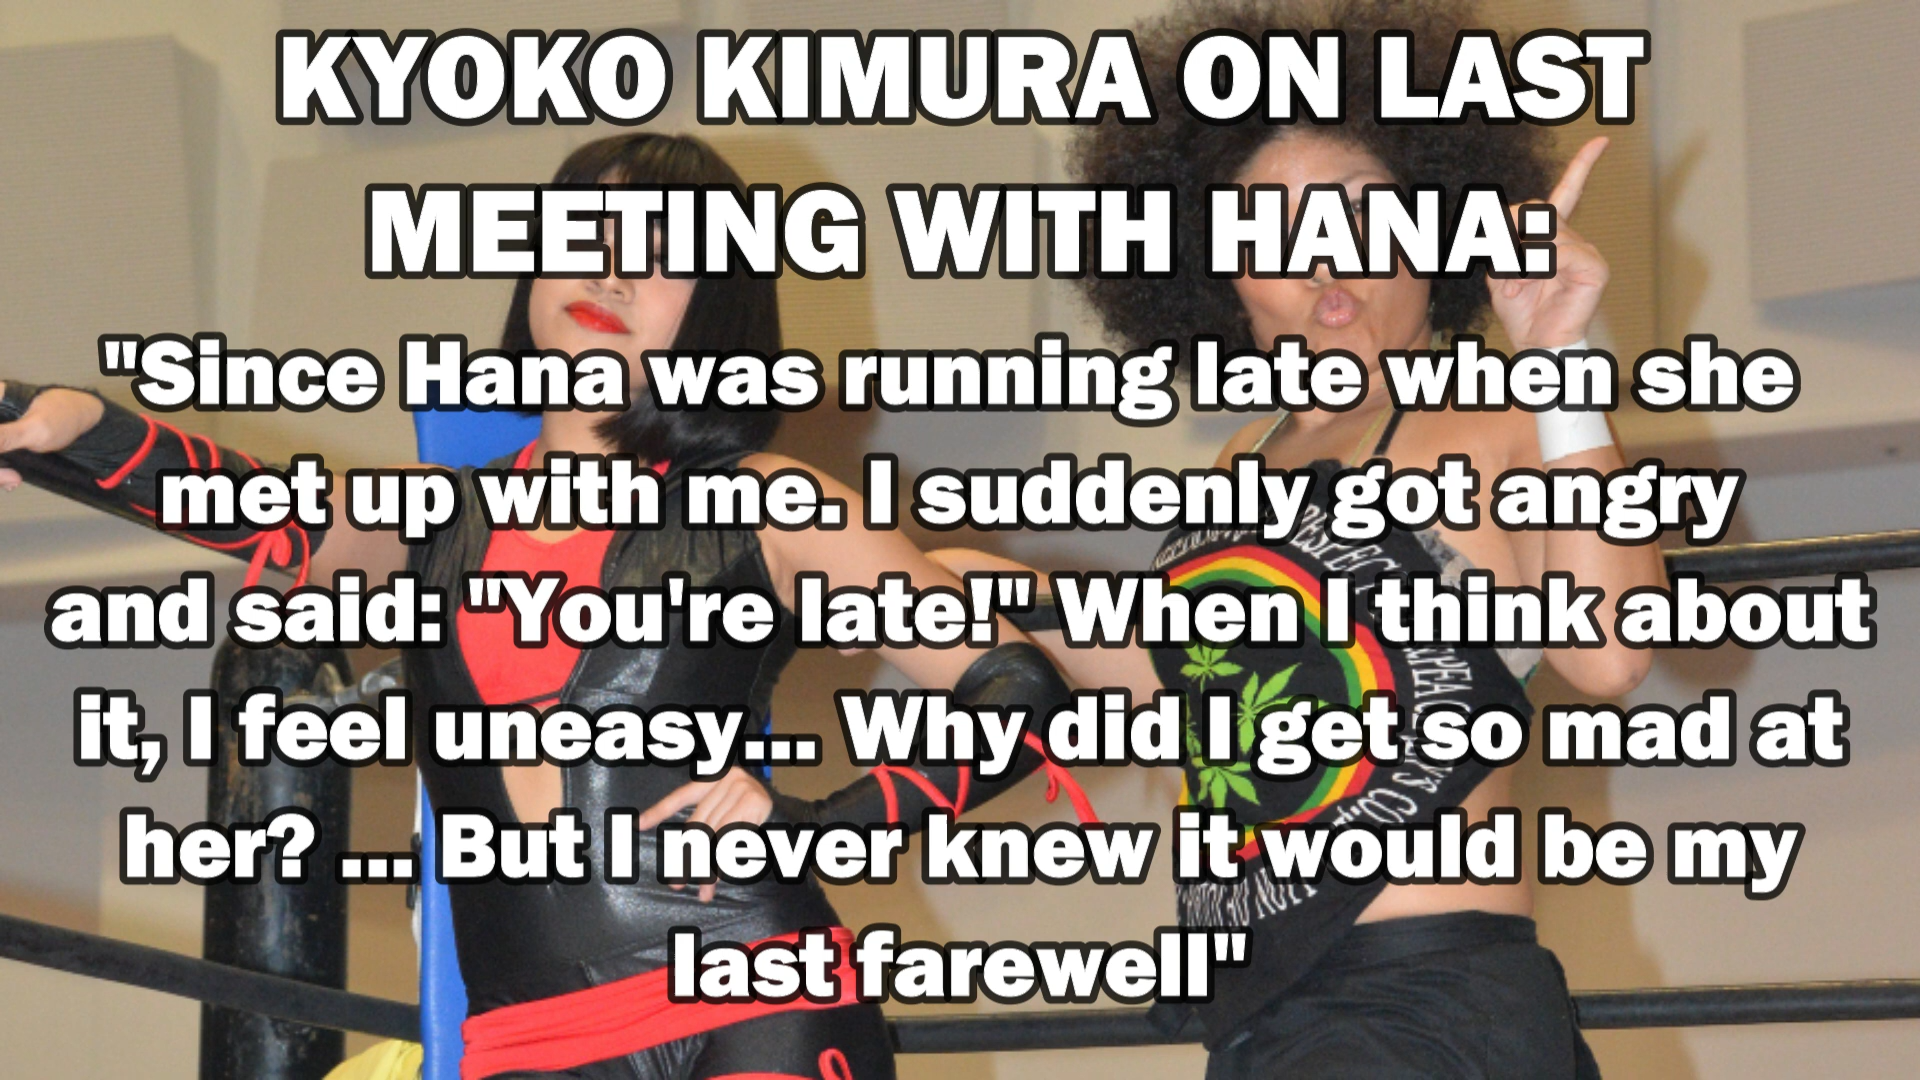 KYOKO KIMURA ON LAST
MEETING WITH HANA:
"Since Hana was running late when she
met up with me. I suddenly got angry
and said: "You're late!" When I think about
it, I feel uneasy... Why did I get so mad at
her? ... But I never knew it would be my
last farewell"
RESPECT